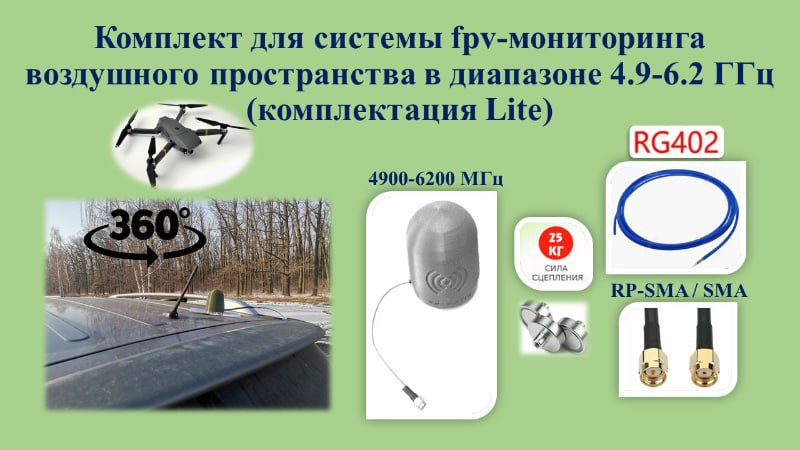 Комплект для системы fpv-мониторинга
воздушного пространства в диапазоне 4.9-6.2 ГГц
(комплектация Lite)
RG402
4900-6200 МГц
360°
25
КГ
СИЛА
СЦЕПЛЕНИЯ
RP-SMA / SMA